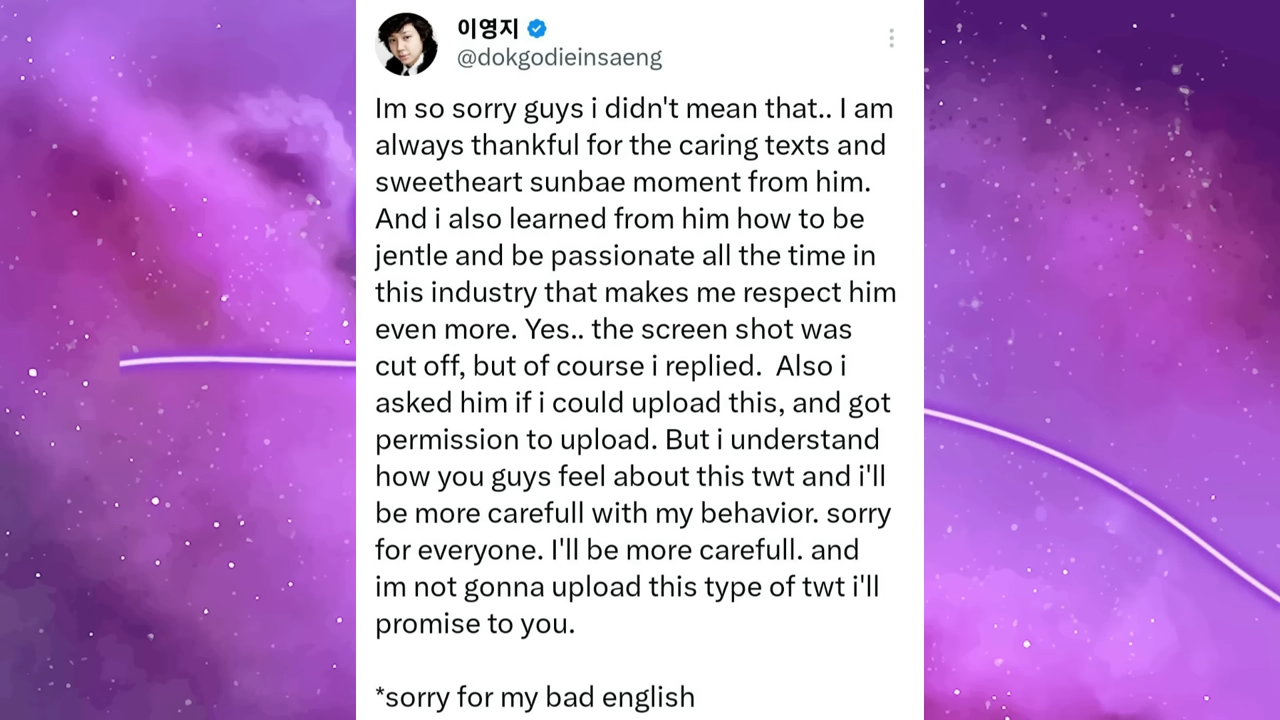 이영지
@dokgodieinsaeng
Im so sorry guys i didn't mean that.. I am
always thankful for the caring texts and
sweetheart sunbae moment from him.
And i also learned from him how to be
jentle and be passionate all the time in
this industry that makes me respect him
even more. Yes.. the screen shot was
cut off, but of course i replied.  Also i
asked him if i could upload this, and got
permission to upload. But i understand
how you guys feel about this twt and i'll
be more carefull with my behavior. sorry
for everyone. I'll be more carefull. and
im not gonna upload this type of twt i'll
promise to you.
*sorry for my bad english